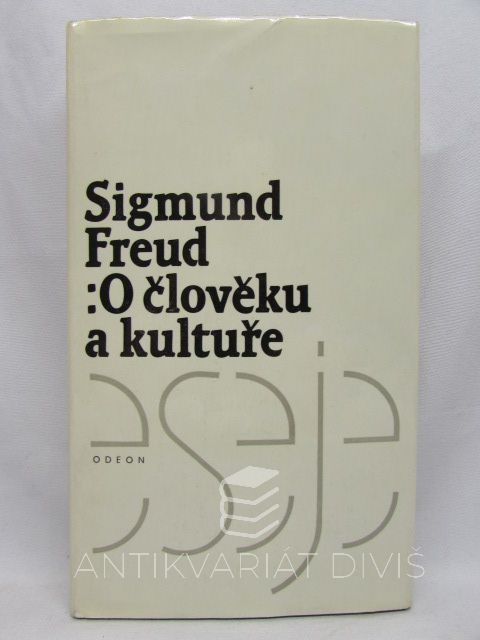 Sigmund
Freud
:O člověku
a kultuře
eseje
ODEON
ANTIKVARIÁT DIVIŠ